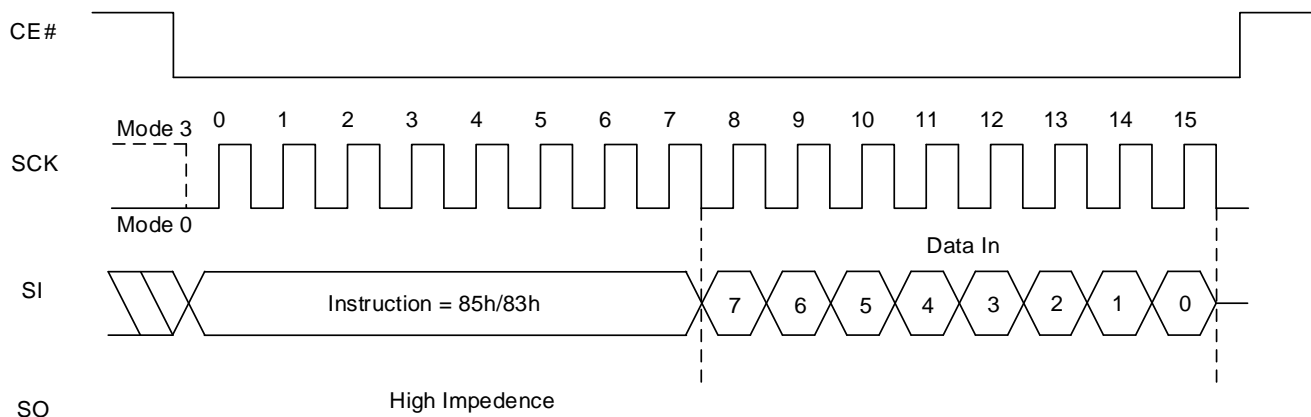 CE#
Mode 3
0 1 2 3 4 5 6 7 8 9 10 11 12 13 14 15
SCK
Mode 0
Data In
SI
Instruction = 85h/83h
7 6 5 4 3 2 1 0
High Impedence
SO